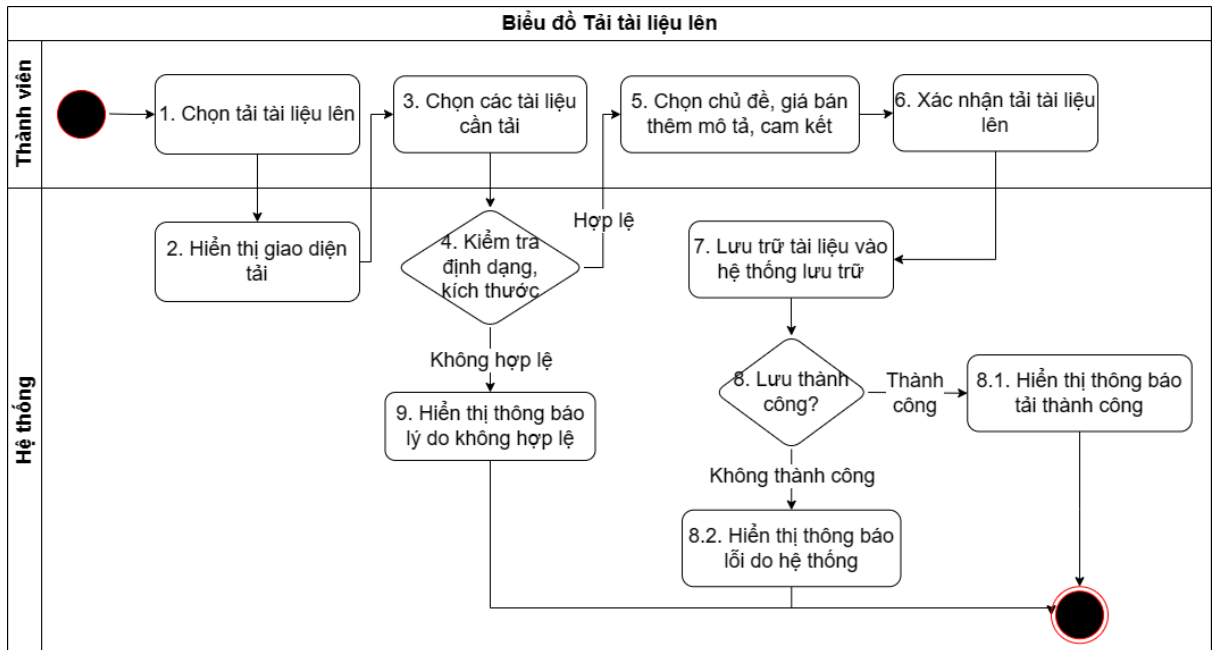 Biểu đồ Tải tài liệu lên
Thành viên
1. Chọn tải tài liệu lên
3. Chọn các tài liệu
cần tải
5. Chọn chủ đề, giá bán
thêm mô tả, cam kết
6. Xác nhận tải tài liệu
lên
Hệ thống
2. Hiển thị giao diện
tải
4. Kiểm tra
định dạng,
kích thước
Hợp lệ
7. Lưu trữ tài liệu vào
hệ thống lưu trữ
Không hợp lệ
9. Hiển thị thông báo
lý do không hợp lệ
8. Lưu thành
công?
Thành
công
8.1. Hiển thị thông báo
tải thành công
Không thành công
8.2. Hiển thị thông báo
lỗi do hệ thống